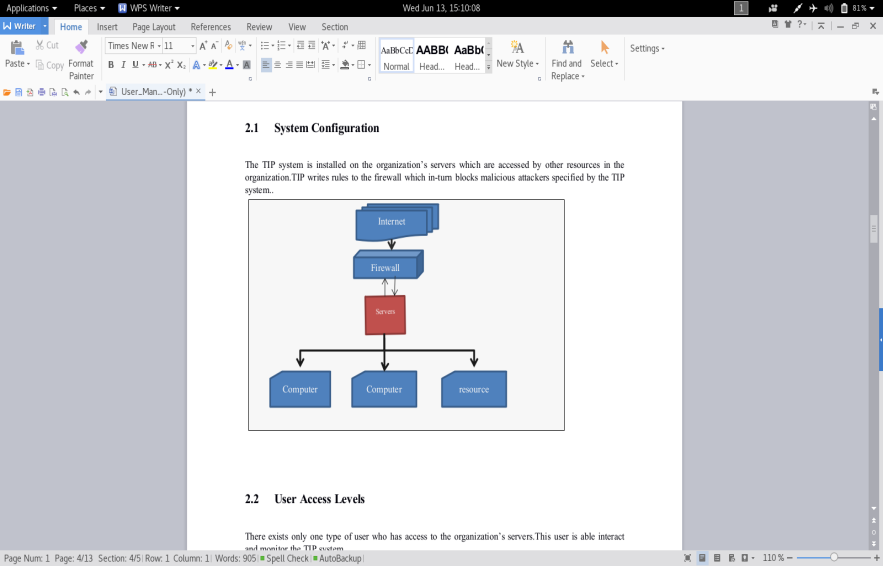 Applications Places WPS Writer Wed Jun 13, 15:10:08 1 81%
Writer Home Insert Page Layout References Review View Section
Paste Cut Copy Format Painter
Times New R 11
B I U AB X² X₂ A A A
AaBbCcD AABB( AaBb(
Normal Head... Head...
New Style Find and Replace Select Settings
User_Man...-Only) *
2.1 System Configuration
The TIP system is installed on the organization's servers which are accessed by other resources in the
organization.TIP writes rules to the firewall which in-turn blocks malicious attackers specified by the TIP
system..
Internet
Firewall
Servers
Computer Computer resource
2.2 User Access Levels
There exists only one type of user who has access to the organization's servers.This user is able interact
and monitor the TIP system
Page Num: 1 Page: 4/13 Section: 4/5 Row: 1 Column: 1 Words: 905 Spell Check AutoBackup 110 %